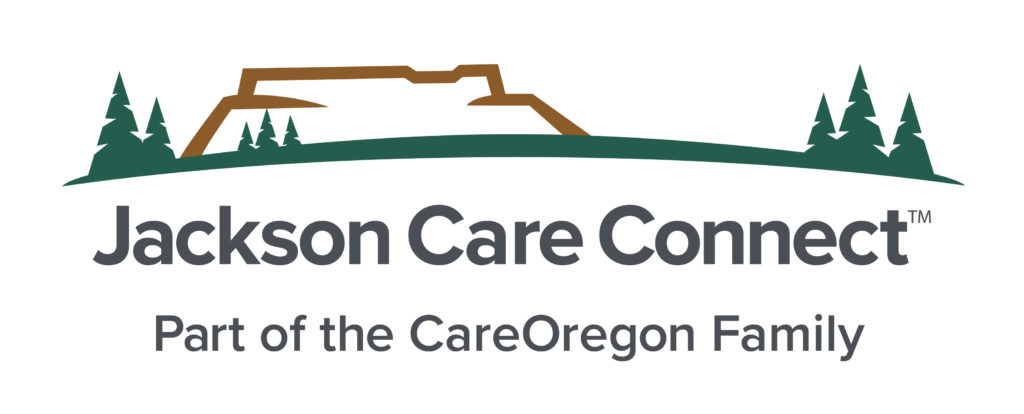 Jackson Care Connect™
Part of the CareOregon Family